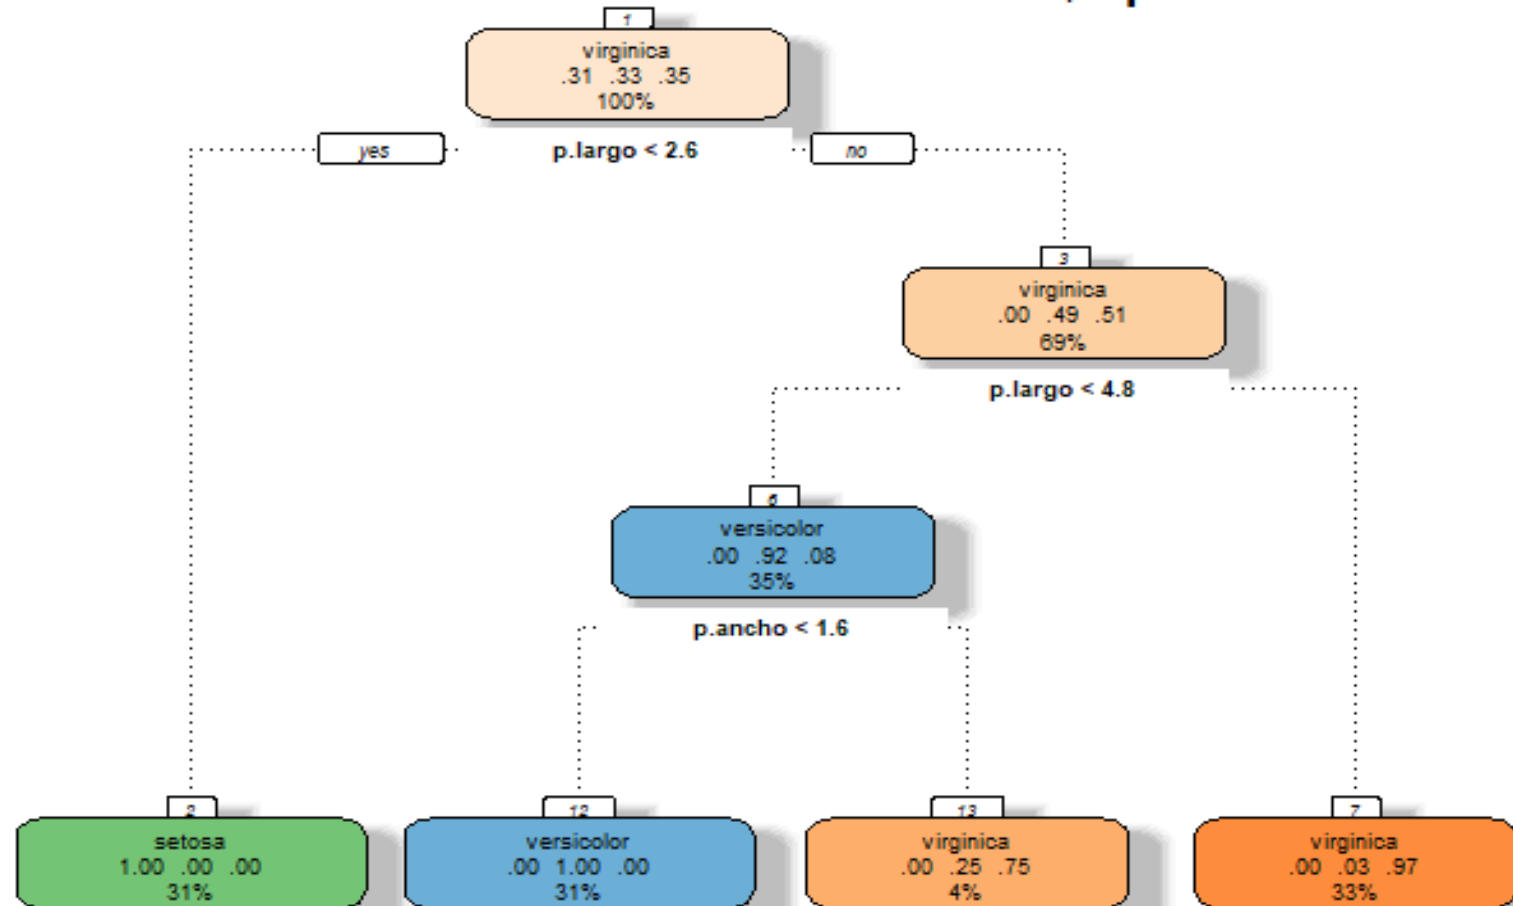 1
virginica
.31 .33 .35
100%
yes
p.largo < 2.6
no
3
virginica
.00 .49 .51
69%
p.largo < 4.8
6
versicolor
.00 .92 .08
35%
p.ancho < 1.6
2
setosa
1.00 .00 .00
31%
12
versicolor
.00 1.00 .00
31%
13
virginica
.00 .25 .75
4%
7
virginica
.00 .03 .97
33%